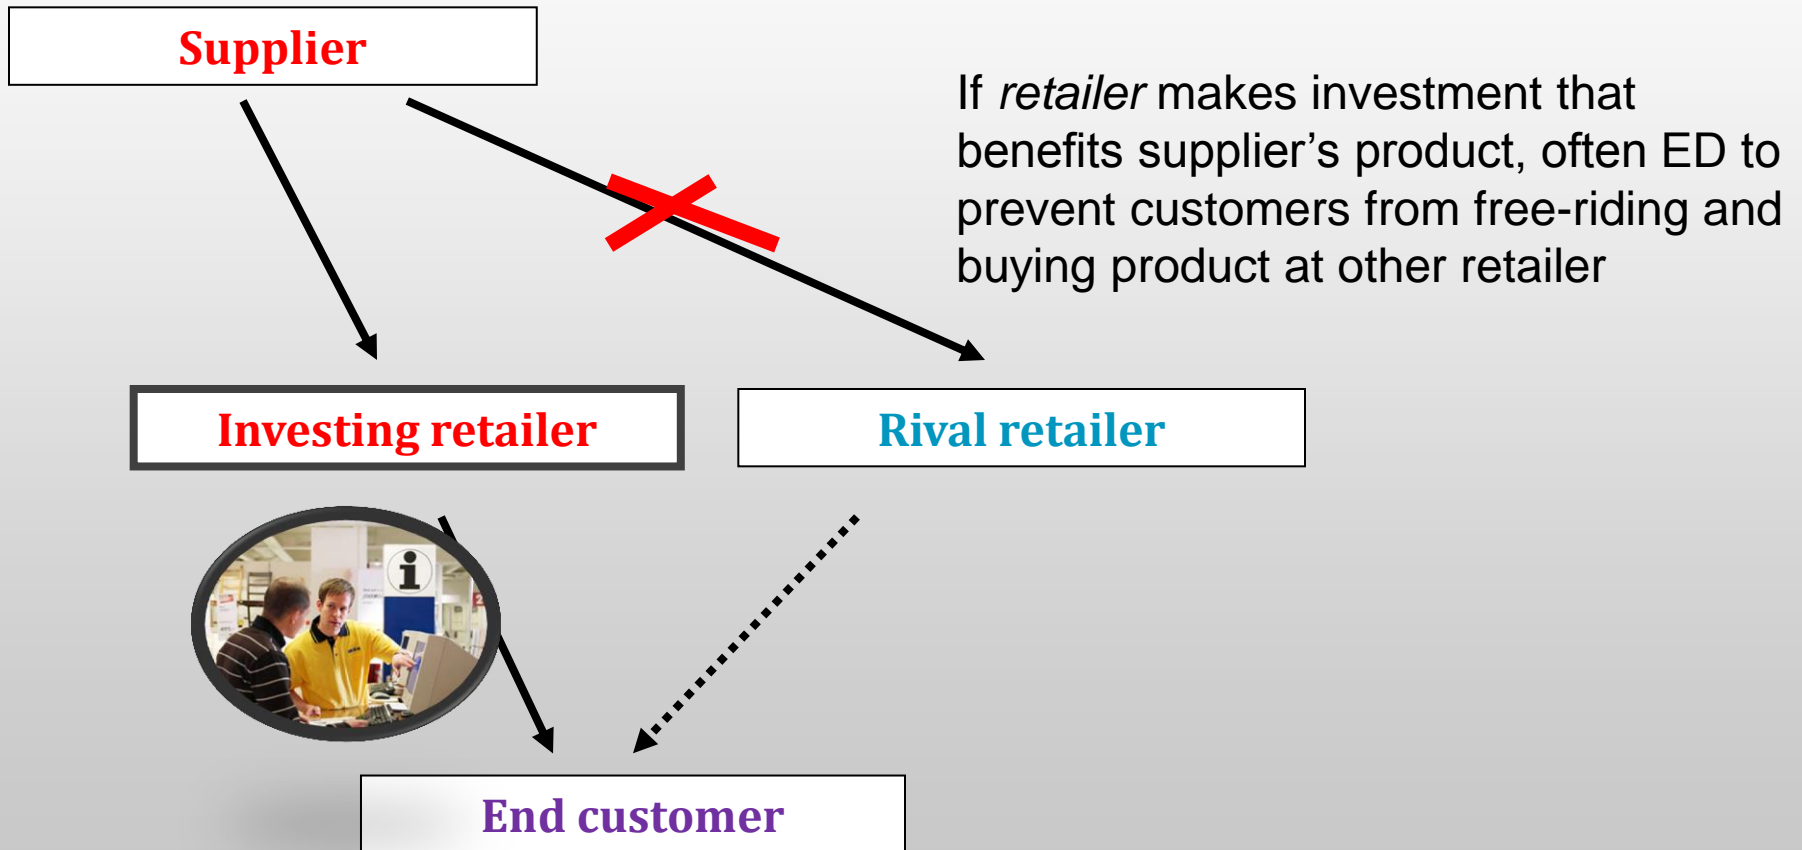 Supplier
If retailer makes investment that
benefits supplier’s product, often ED to
prevent customers from free-riding and
buying product at other retailer
Investing retailer
Rival retailer
i
End customer